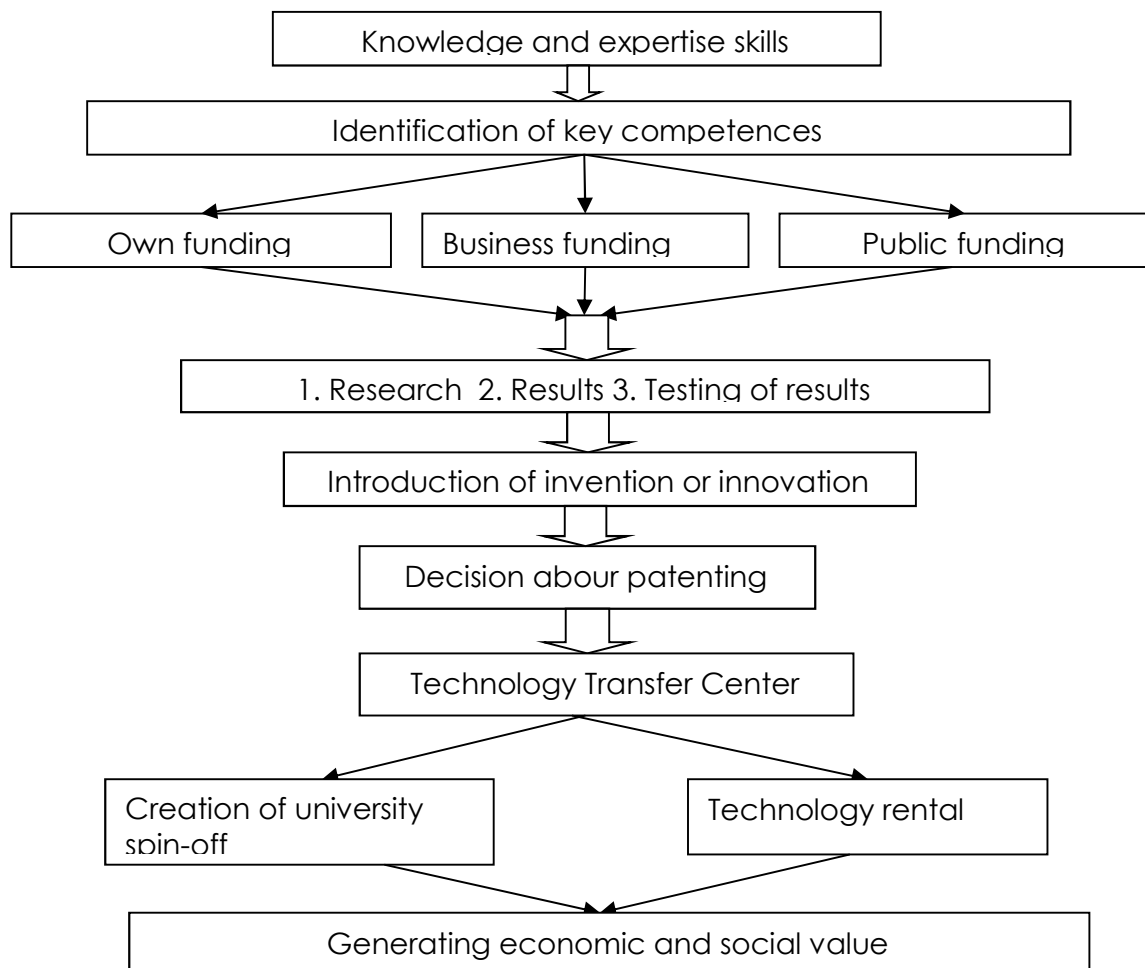 Knowledge and expertise skills
Identification of key competences
Own funding
Business funding
Public funding
1. Research 2. Results 3. Testing of results
Introduction of invention or innovation
Decision abour patenting
Technology Transfer Center
Creation of university
spin-off
Technology rental
Generating economic and social value